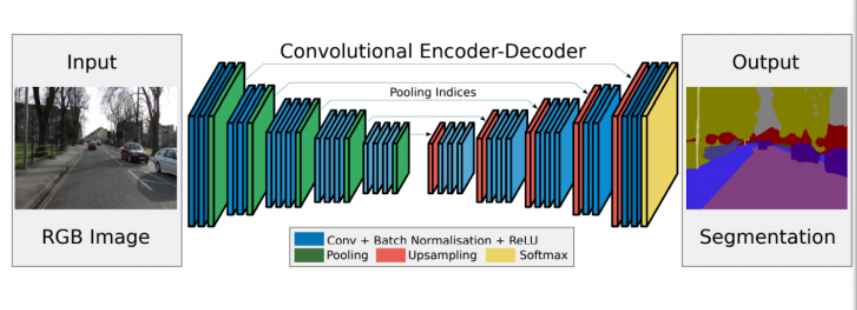 Input
RGB Image
Convolutional Encoder-Decoder
Pooling Indices
Conv + Batch Normalisation + ReLU
Pooling Upsampling Softmax
Output
Segmentation